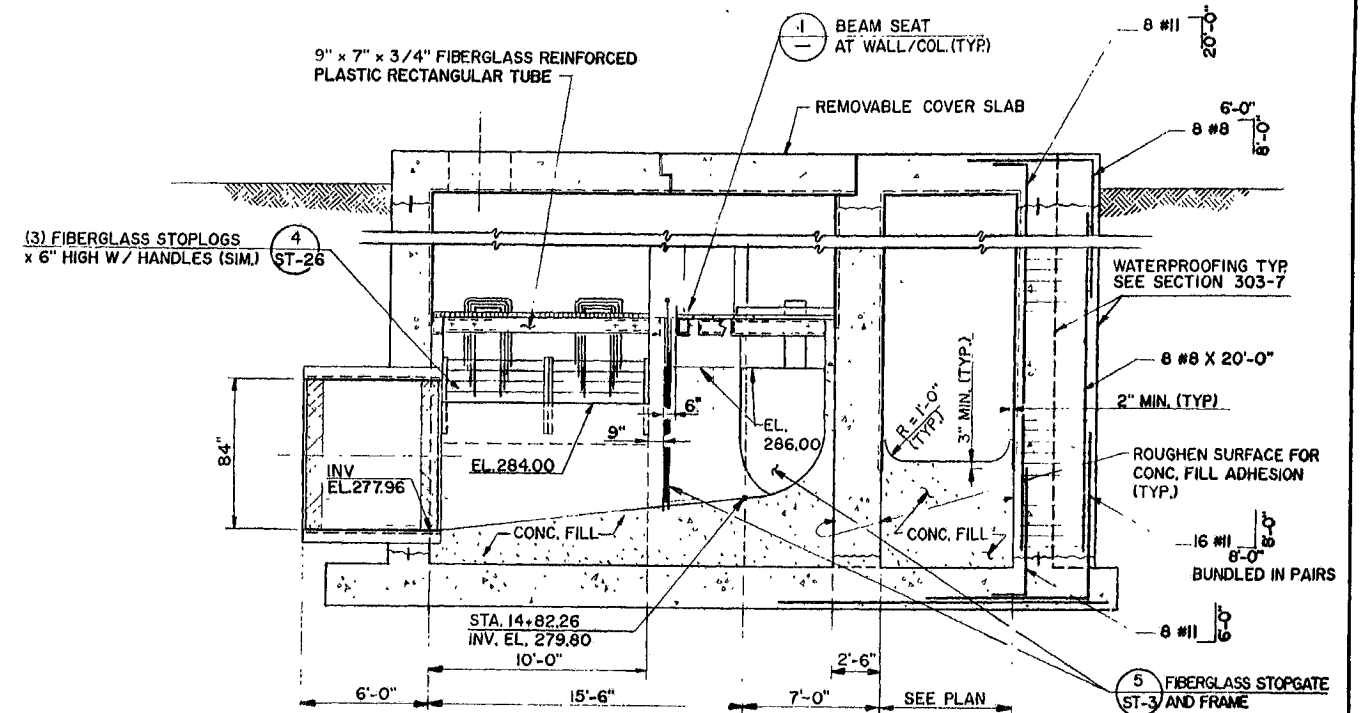 1
—
BEAM SEAT
AT WALL/COL.(TYP.)
8 #11
20'-0"
9" x 7" x 3/4" FIBERGLASS REINFORCED
PLASTIC RECTANGULAR TUBE
REMOVABLE COVER SLAB
6'-0"
8 #8
8'-0"
(3) FIBERGLASS STOPLOGS
x 6" HIGH W/ HANDLES (SIM.)
4
ST-26
WATERPROOFING TYP.
SEE SECTION 303-7
8 #8 X 20'-0"
84"
6"
9"
EL.
286.00
R = 1'-0"
(TYP.)
3" MIN. (TYP.)
2" MIN. (TYP)
INV
EL.277.96
EL.284.00
ROUGHEN SURFACE FOR
CONC. FILL ADHESION
(TYP.)
CONC. FILL
CONC. FILL
16 #11
8'-0"
8'-0"
BUNDLED IN PAIRS
STA. 14+82.26
INV. EL. 279.80
8 #11
6'-0"
10'-0"
2'-6"
6'-0"
15'-6"
7'-0"
SEE PLAN
5
ST-3
FIBERGLASS STOPGATE
AND FRAME